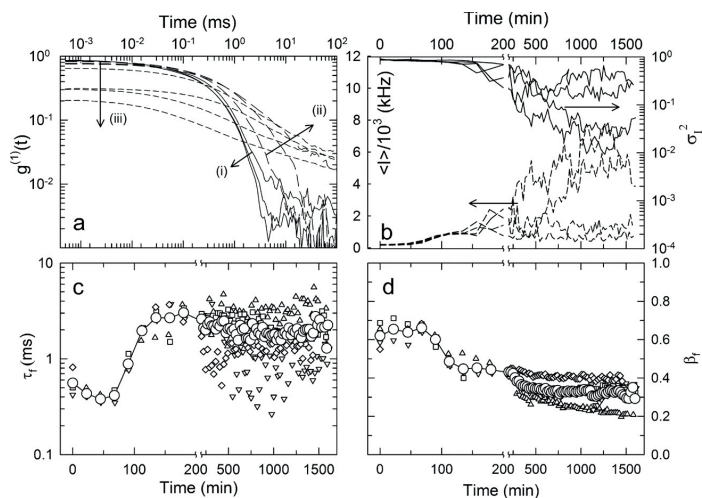 Time (ms)
10⁻³ 10⁻² 10⁻¹ 10⁰ 10¹ 10²
10⁰
10⁻¹
10⁻²
g⁽¹⁾(t)
(iii)
(ii)
(i)
a
Time (min)
0 100 200 500 1000 1500
12
10
8
6
4
2
0
<I>/10³ (kHz)
10⁰
10⁻¹
10⁻²
10⁻³
10⁻⁴
σ_I²
b
10
1
0.1
τ_f (ms)
c
0 100 200 500 1000 1500
Time (min)
d
0 100 200 500 1000 1500
Time (min)
1.0
0.8
0.6
0.4
0.2
0.0
β_f